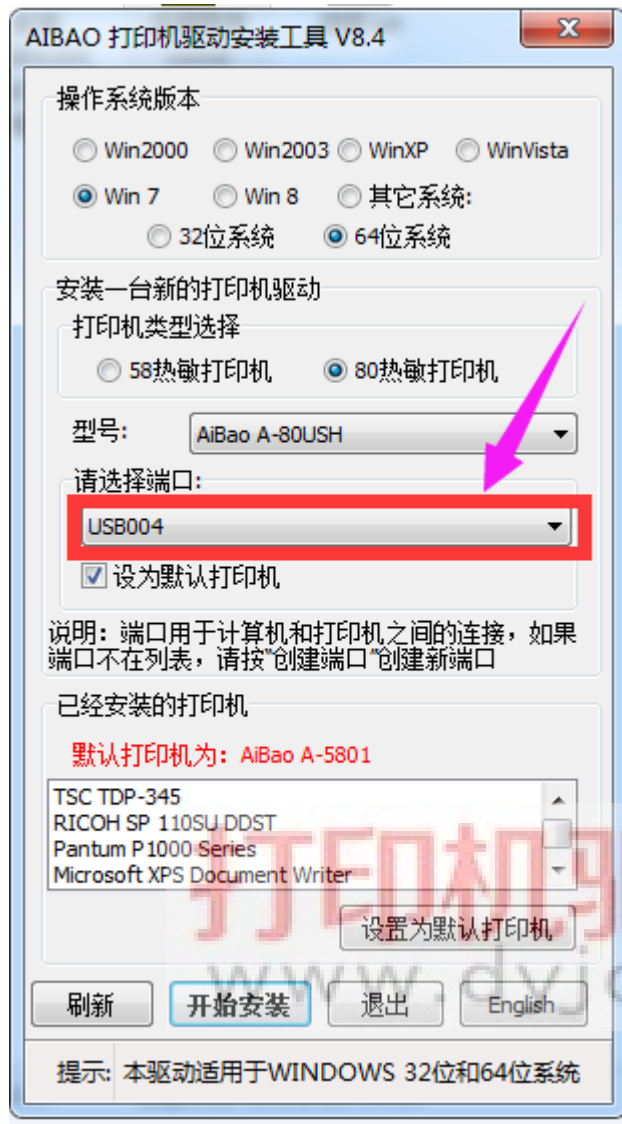 AIBAO 打印机驱动安装工具 V8.4
操作系统版本
Win2000 Win2003 WinXP WinVista
Win 7 Win 8 其它系统:
32位系统 64位系统
安装一台新的打印机驱动
打印机类型选择
58热敏打印机 80热敏打印机
型号: AiBao A-80USH
请选择端口:
USB004
设为默认打印机
说明: 端口用于计算机和打印机之间的连接，如果
端口不在列表，请按"创建端口"创建新端口
已经安装的打印机
默认打印机为: AiBao A-5801
TSC TDP-345
RICOH SP 110SU DDST
Pantum P1000 Series
Microsoft XPS Document Writer
打印机
设置为默认打印机
www.dyj
刷新 开始安装 退出 English
提示: 本驱动适用于WINDOWS 32位和64位系统